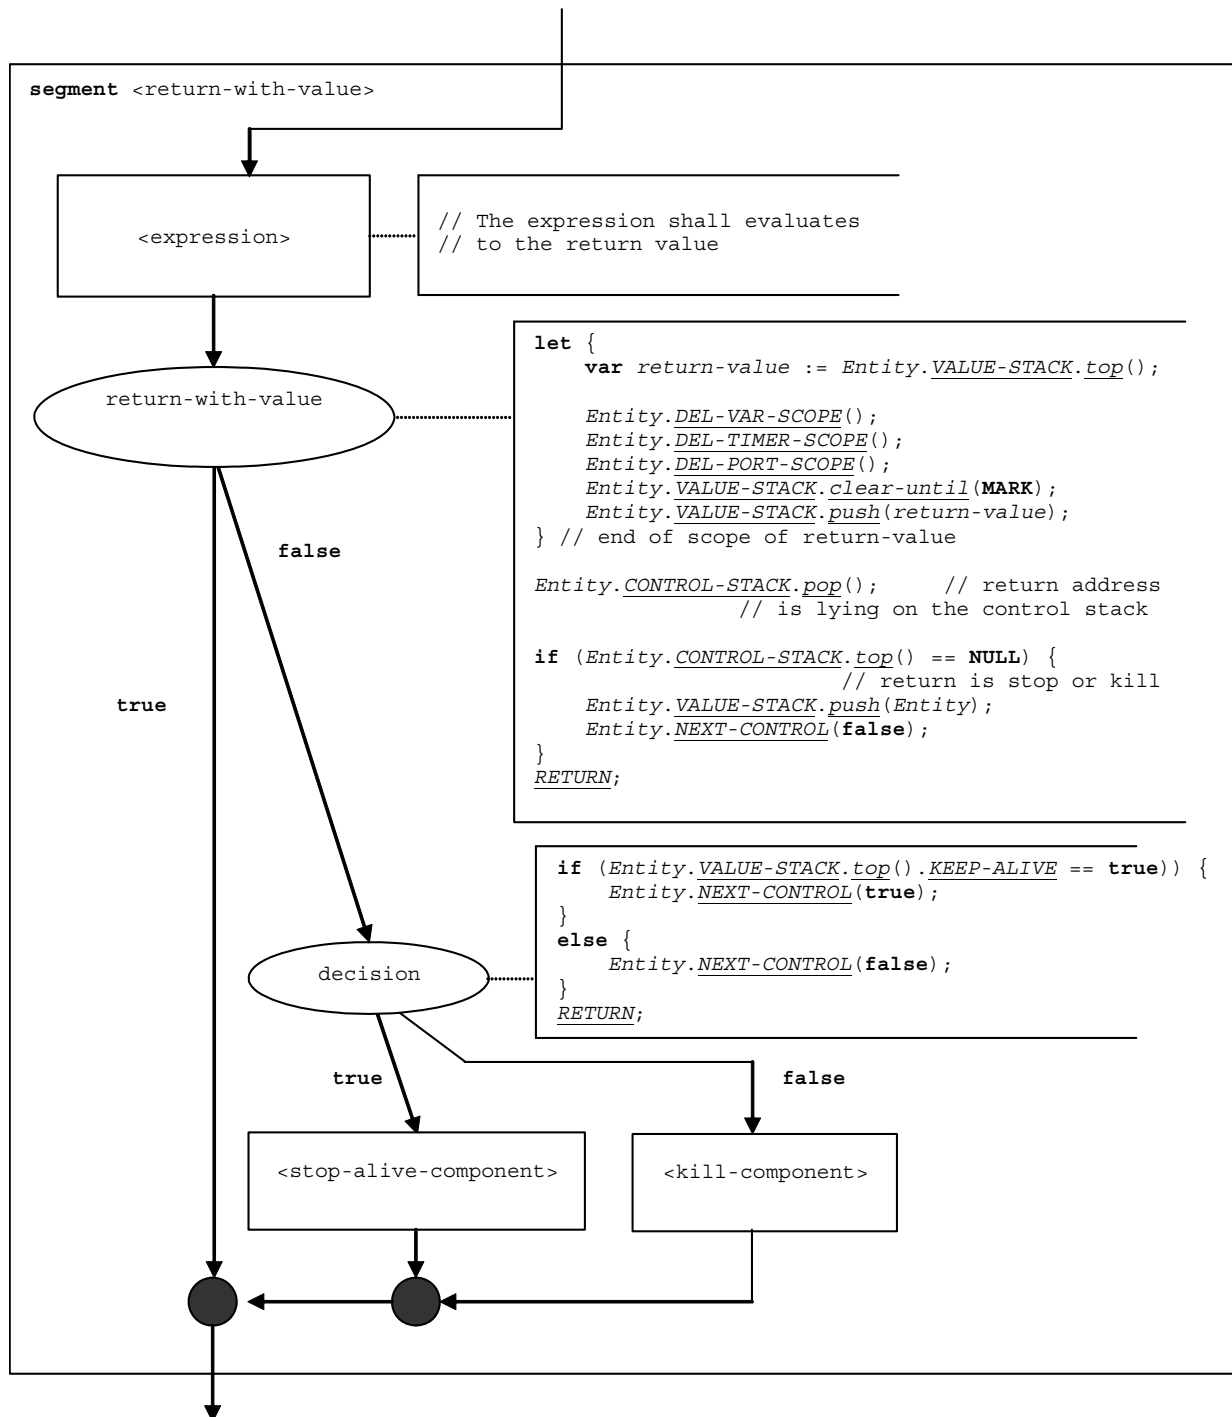 segment <return-with-value>
<expression>
// The expression shall evaluates
// to the return value
return-with-value
let {
var return-value := Entity.VALUE-STACK.top();
Entity.DEL-VAR-SCOPE();
Entity.DEL-TIMER-SCOPE();
Entity.DEL-PORT-SCOPE();
Entity.VALUE-STACK.clear-until(MARK);
Entity.VALUE-STACK.push(return-value);
} // end of scope of return-value
Entity.CONTROL-STACK.pop(); // return address
// is lying on the control stack
if (Entity.CONTROL-STACK.top() == NULL) {
// return is stop or kill
Entity.VALUE-STACK.push(Entity);
Entity.NEXT-CONTROL(false);
}
RETURN;
false
true
decision
if (Entity.VALUE-STACK.top().KEEP-ALIVE == true)) {
Entity.NEXT-CONTROL(true);
}
else {
Entity.NEXT-CONTROL(false);
}
RETURN;
true
false
<stop-alive-component>
<kill-component>